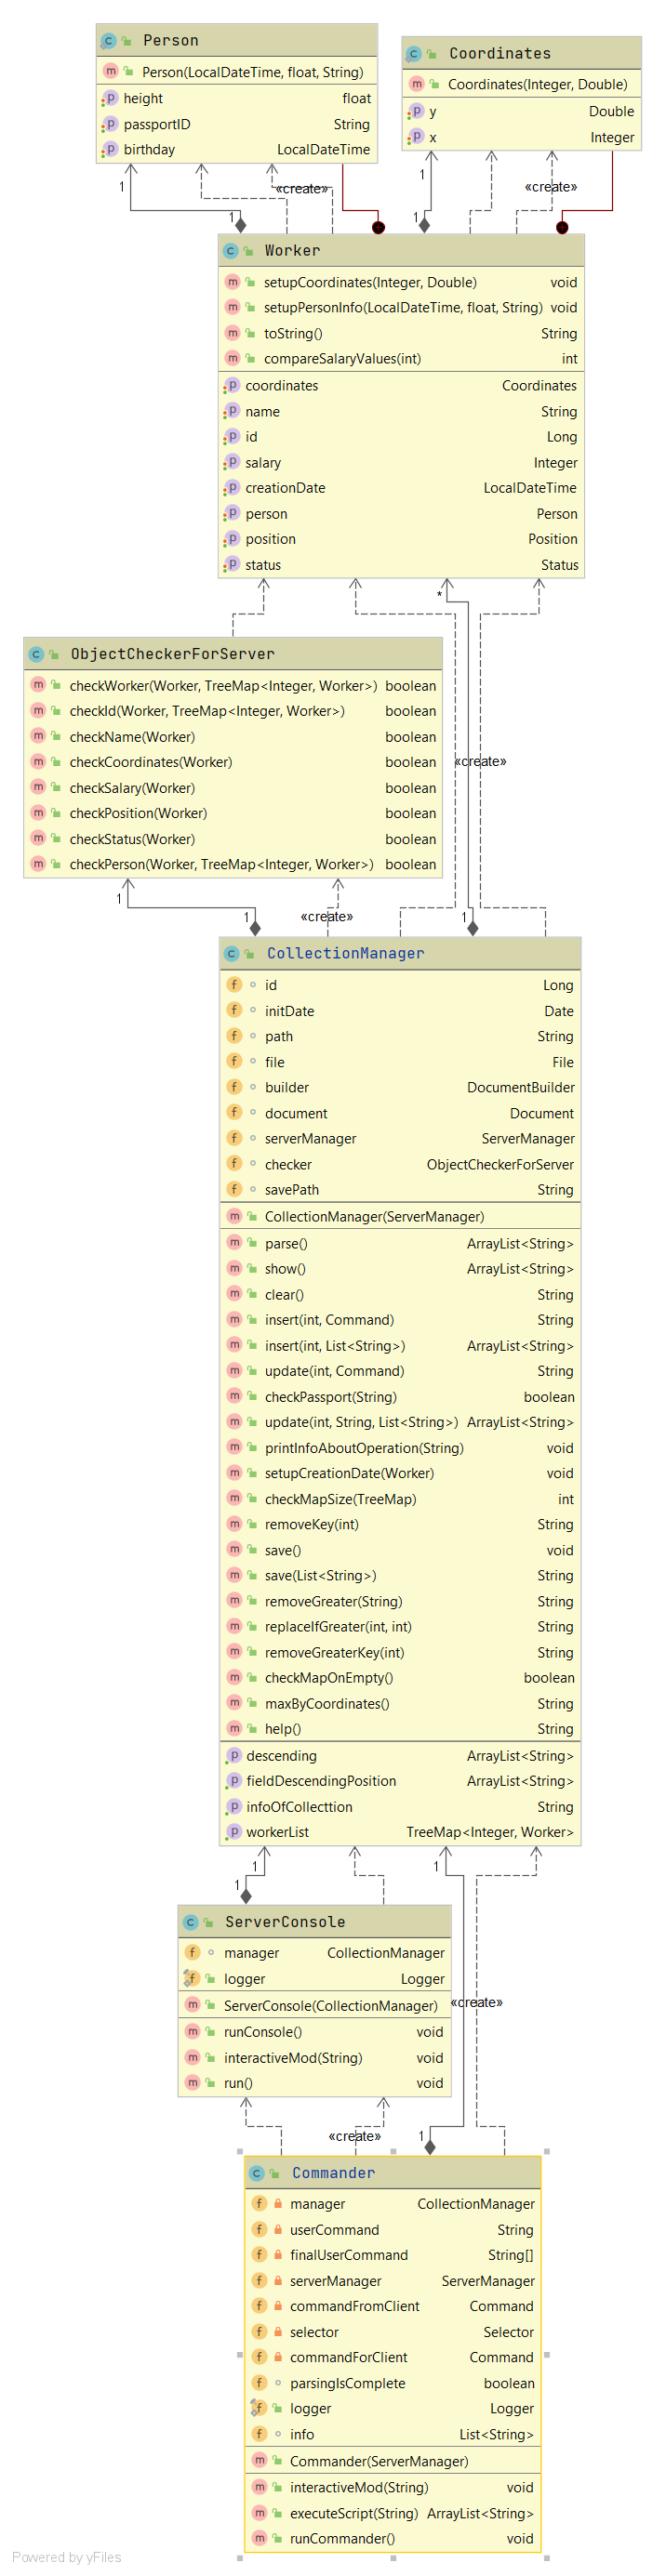 Person
Person(LocalDateTime, float, String)
height float
passportID String
birthday LocalDateTime
Coordinates
Coordinates(Integer, Double)
y Double
x Integer
1
«create»
1
1
«create»
1
Worker
setupCoordinates(Integer, Double) void
setupPersonInfo(LocalDateTime, float, String) void
toString() String
compareSalaryValues(int) int
coordinates Coordinates
name String
id Long
salary Integer
creationDate LocalDateTime
person Person
position Position
status Status
*
ObjectCheckerForServer
checkWorker(Worker, TreeMap<Integer, Worker>) boolean
checkId(Worker, TreeMap<Integer, Worker>) boolean
checkName(Worker) boolean
checkCoordinates(Worker) boolean
checkSalary(Worker) boolean
checkPosition(Worker) boolean
checkStatus(Worker) boolean
checkPerson(Worker, TreeMap<Integer, Worker>) boolean
«create»
1
1
«create»
1
CollectionManager
id Long
initDate Date
path String
file File
builder DocumentBuilder
document Document
serverManager ServerManager
checker ObjectCheckerForServer
savePath String
CollectionManager(ServerManager)
parse() ArrayList<String>
show() ArrayList<String>
clear() String
insert(int, Command) String
insert(int, List<String>) ArrayList<String>
update(int, Command) String
checkPassport(String) boolean
update(int, String, List<String>) ArrayList<String>
printInfoAboutOperation(String) void
setupCreationDate(Worker) void
checkMapSize(TreeMap) int
removeKey(int) String
save() void
save(List<String>) String
removeGreater(String) String
replaceIfGreater(int, int) String
removeGreaterKey(int) String
checkMapOnEmpty() boolean
maxByCoordinates() String
help() String
descending ArrayList<String>
fieldDescendingPosition ArrayList<String>
infoOfCollecttion String
workerList TreeMap<Integer, Worker>
1
1
1
ServerConsole
manager CollectionManager
logger Logger
ServerConsole(CollectionManager)
runConsole() void
interactiveMod(String) void
run() void
«create»
«create»
1
Commander
manager CollectionManager
userCommand String
finalUserCommand String[]
serverManager ServerManager
commandFromClient Command
selector Selector
commandForClient Command
parsingIsComplete boolean
logger Logger
info List<String>
Commander(ServerManager)
interactiveMod(String) void
executeScript(String) ArrayList<String>
runCommander() void
Powered by yFiles